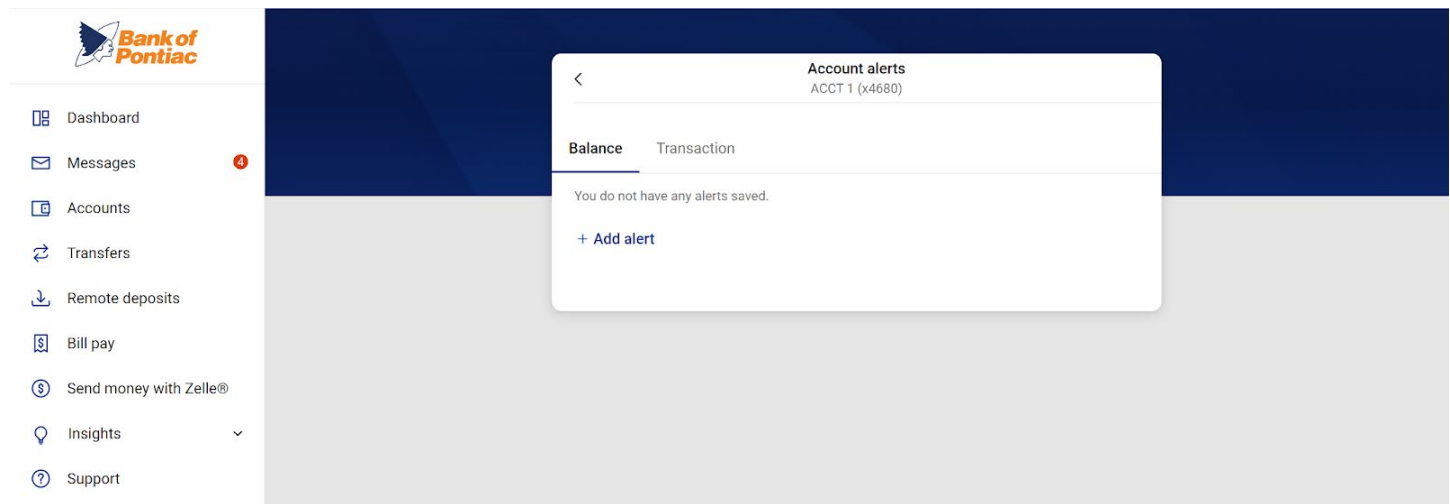 Bank of
Pontiac
Dashboard
Messages 4
Accounts
Transfers
Remote deposits
Bill pay
Send money with Zelle®
Insights
Support
Account alerts
ACCT 1 (x4680)
Balance Transaction
You do not have any alerts saved.
+ Add alert